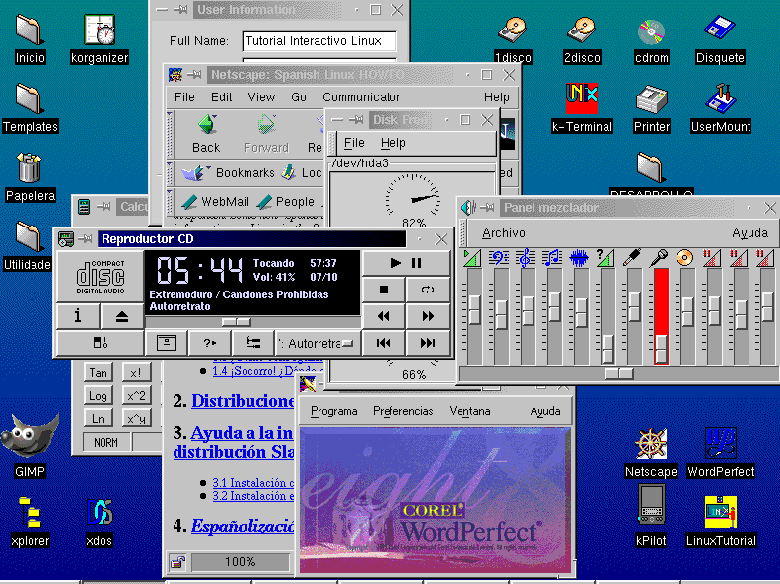 User Information
Full Name: Tutorial Interactivo Linux
Inicio
korganizer
1disco
2disco
cdrom
Disquete
Netscape: Spanish Linux HOWTO
File Edit View Go Communicator Help
Back Forward Re
Bookmarks Loc
ed
WebMail People
Disk Free
File Help
/dev/hda3
82%
66%
Templates
k-Terminal
Printer
UserMount
Papelera
DESARROLLO
Utilidade
Calcu
Panel mezclador
Archivo Ayuda
Reproductor CD
COMPACT
disc
DIGITAL AUDIO
05:44
Tocando 57:37
Vol: 41% 07/10
Extremoduro / Canciones Prohibidas
Autorretrato
': Autorretra
Tan x!
Log x^2
Ln x^y
NORM
1.4 ¡Socorro! ¿Dónde
2. Distribucione
3. Ayuda a la in
distribución Sla
3.1 Instalación c
3.2 Instalación e
4. Españolizació
100%
Programa Preferencias Ventana Ayuda
eight
COREL
WordPerfect
GIMP
xplorer
xdos
Netscape
WordPerfect
kPilot
LinuxTutorial